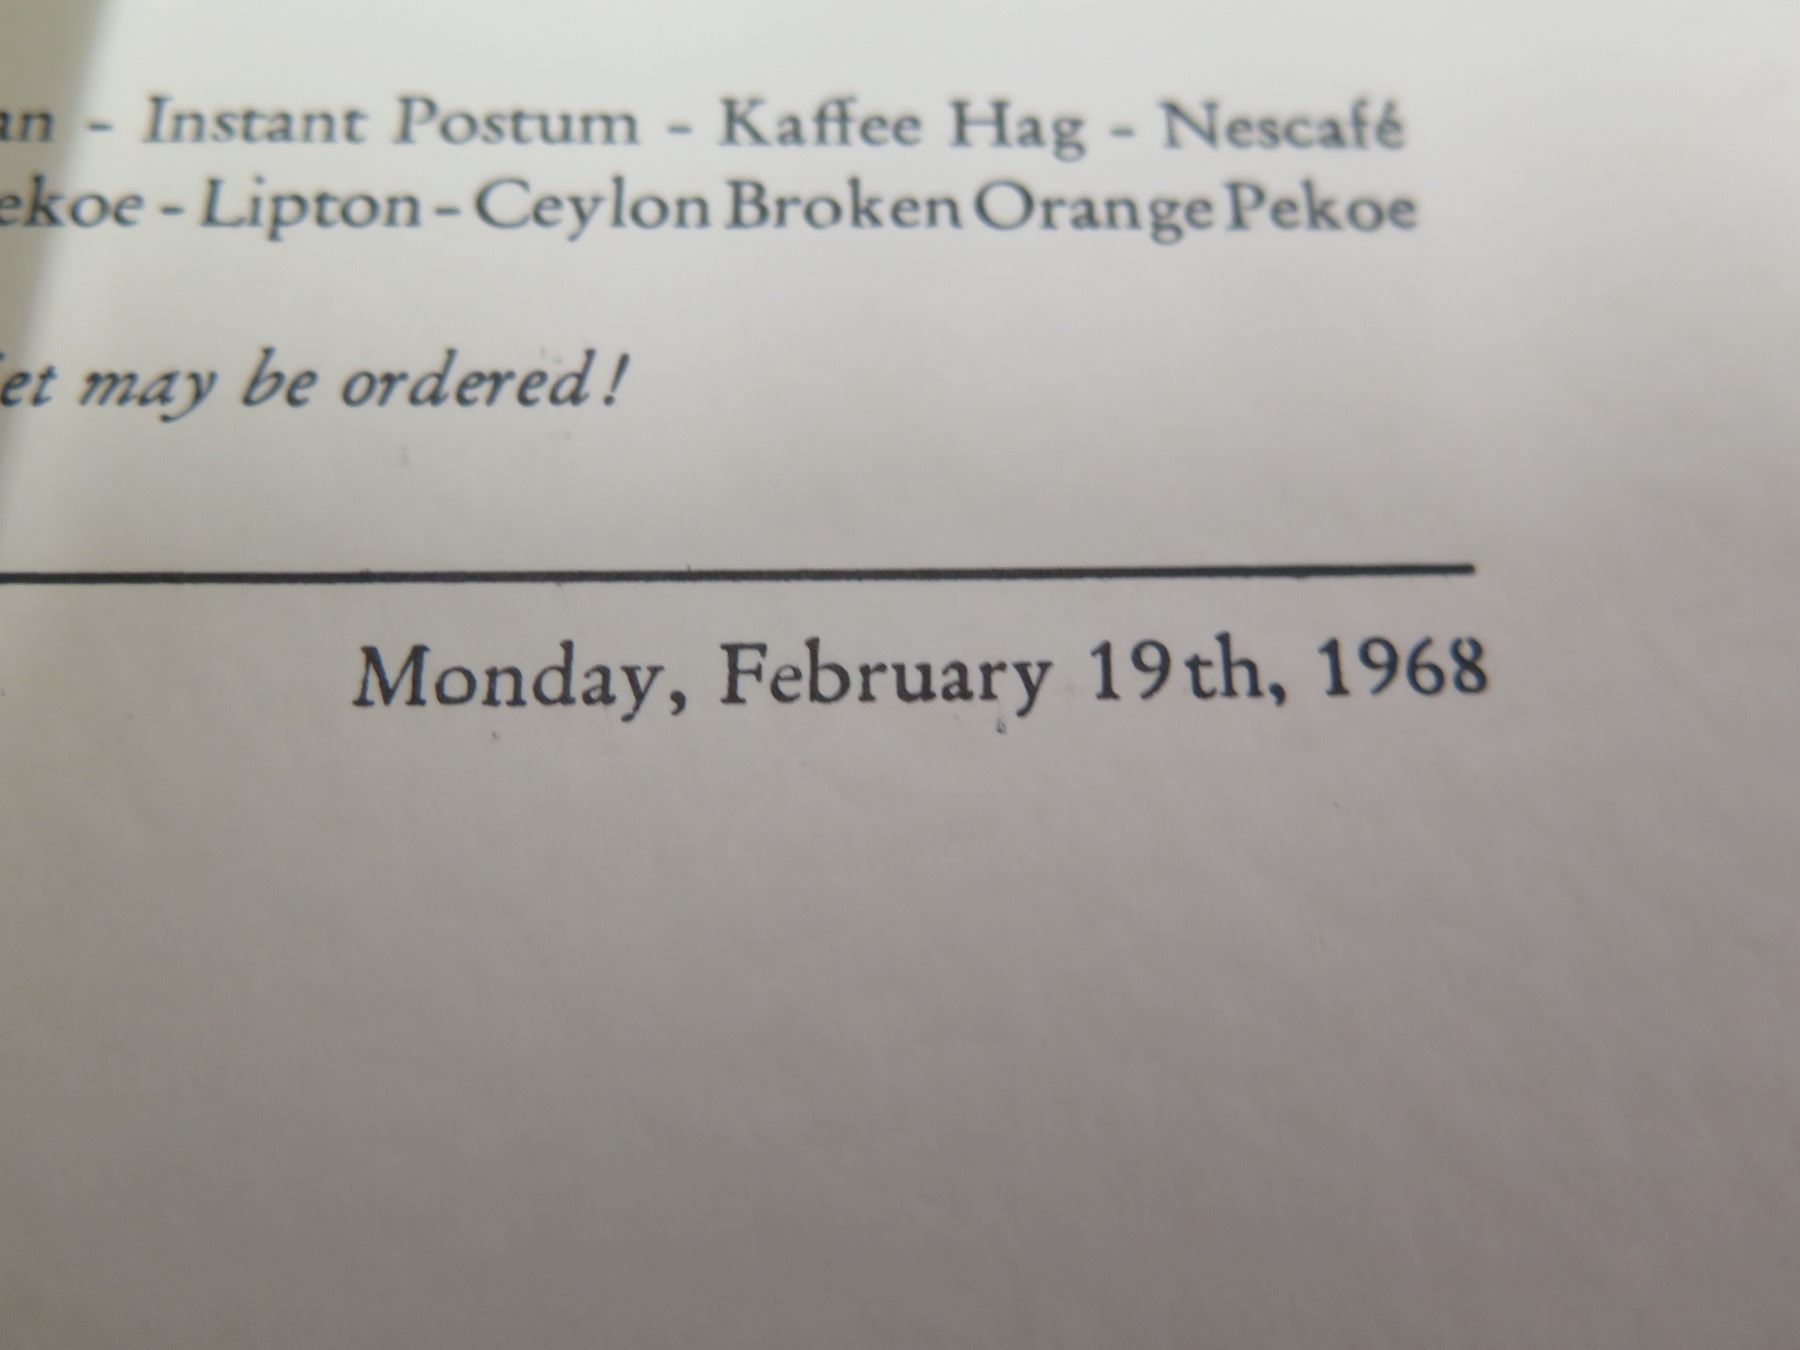 an - Instant Postum - Kaffee Hag - Nescafé
ekoe - Lipton - Ceylon Broken Orange Pekoe
et may be ordered!
Monday, February 19th, 1968